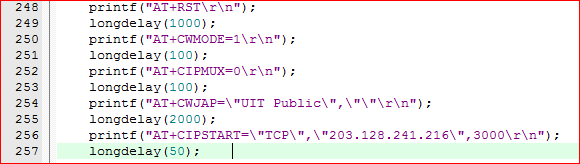 248 printf("AT+RST\r\n");
249 longdelay(1000);
250 printf("AT+CWMODE=1\r\n");
251 longdelay(100);
252 printf("AT+CIPMUX=0\r\n");
253 longdelay(100);
254 printf("AT+CWJAP=\"UIT Public\",\"\"\r\n");
255 longdelay(2000);
256 printf("AT+CIPSTART=\"TCP\",\"203.128.241.216\",3000\r\n");
257 longdelay(50);